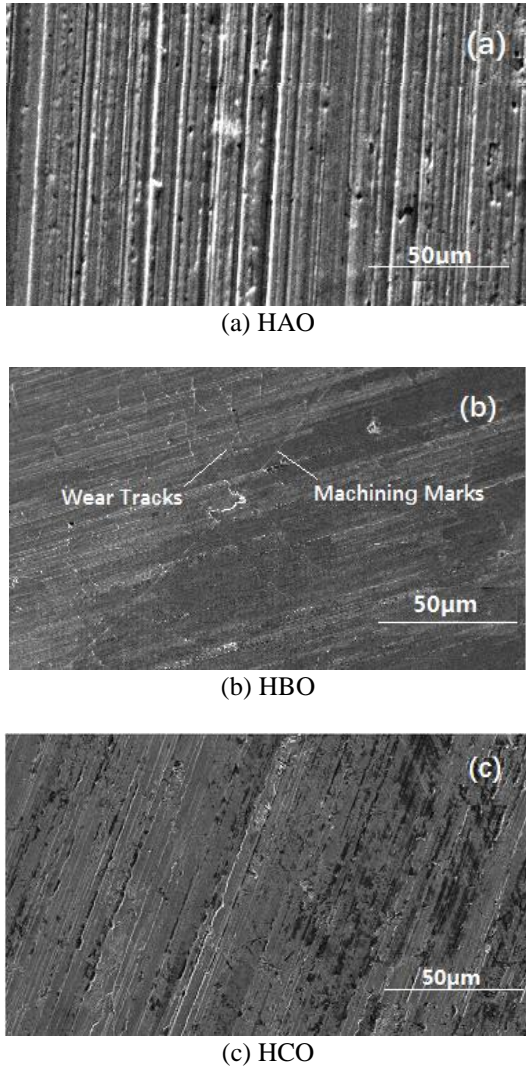 (a)
50μm
(a) HAO
(b)
Wear Tracks Machining Marks
50μm
(b) HBO
(c)
50μm
(c) HCO